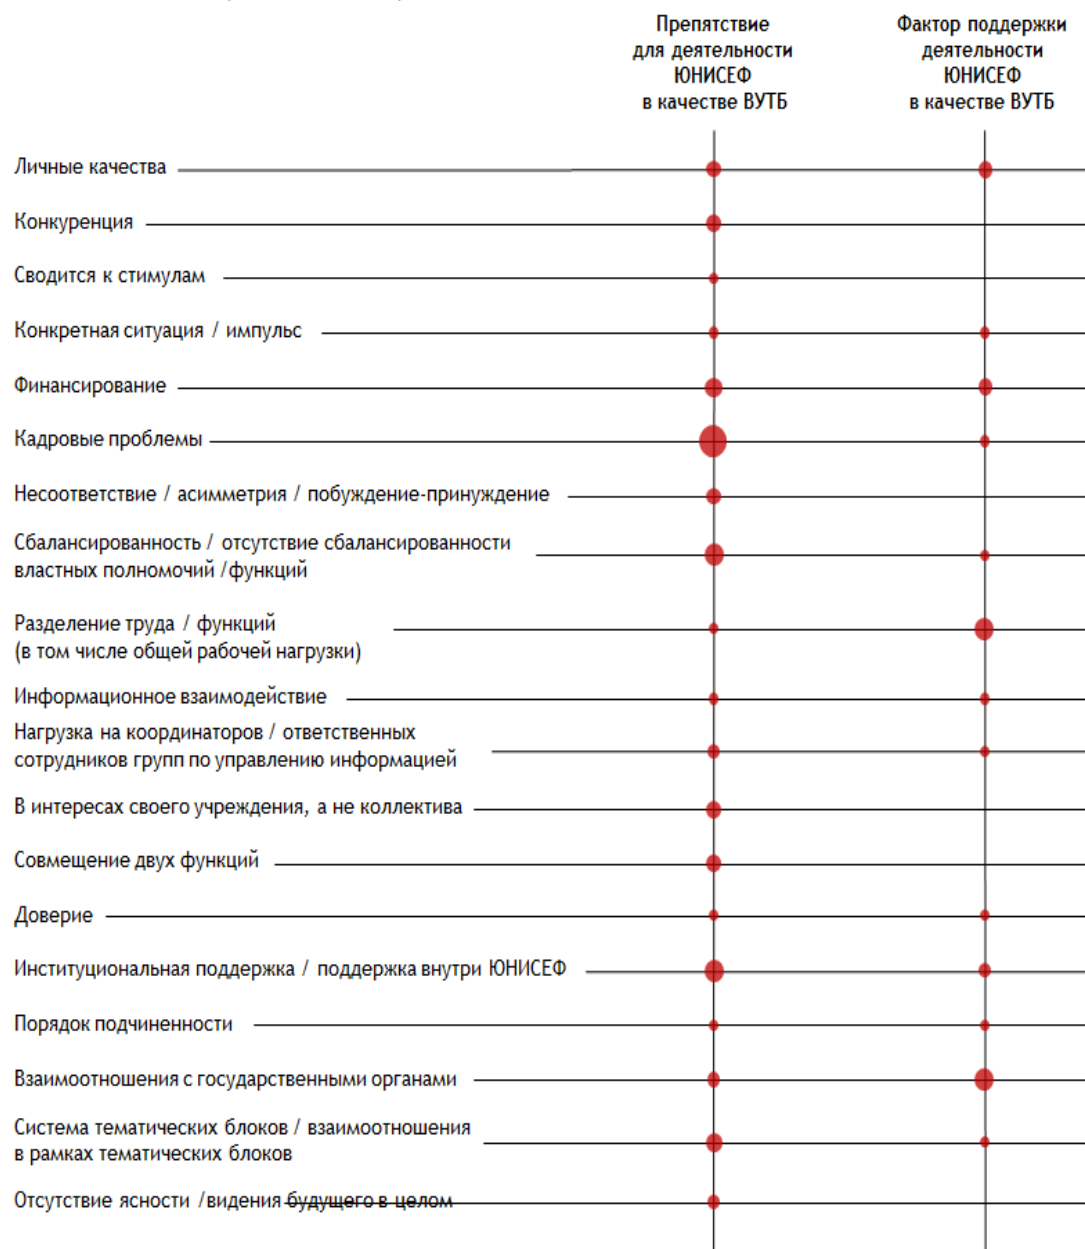 Препятствие
для деятельности
ЮНИСЕФ
в качестве ВУТБ
Фактор поддержки
деятельности
ЮНИСЕФ
в качестве ВУТБ
Личные качества
Конкуренция
Сводится к стимулам
Конкретная ситуация / импульс
Финансирование
Кадровые проблемы
Несоответствие / асимметрия / побуждение-принуждение
Сбалансированность / отсутствие сбалансированности
властных полномочий /функций
Разделение труда / функций
(в том числе общей рабочей нагрузки)
Информационное взаимодействие
Нагрузка на координаторов / ответственных
сотрудников групп по управлению информацией
В интересах своего учреждения, а не коллектива
Совмещение двух функций
Доверие
Институциональная поддержка / поддержка внутри ЮНИСЕФ
Порядок подчиненности
Взаимоотношения с государственными органами
Система тематических блоков / взаимоотношения
в рамках тематических блоков
Отсутствие ясности /видения будущего в целом